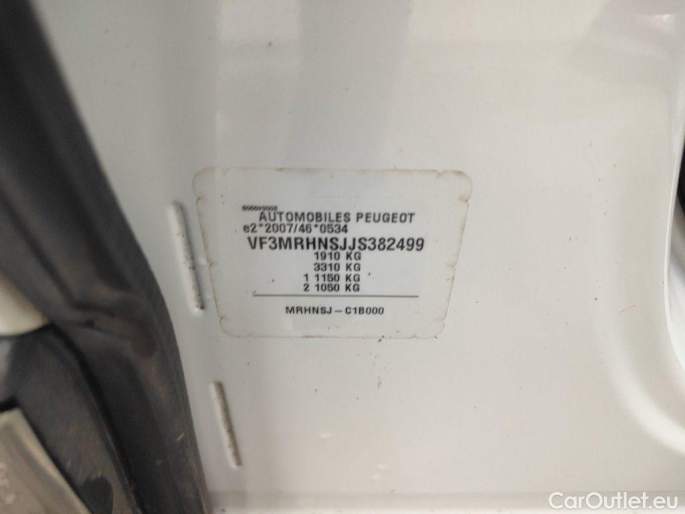 AUTOMOBILES PEUGEOT
e2*2007/46*0534
VF3MRHNSJJS382499
1910 KG
3310 KG
1 1150 KG
2 1050 KG
MRHNSJ-C1B000
CarOutlet.eu